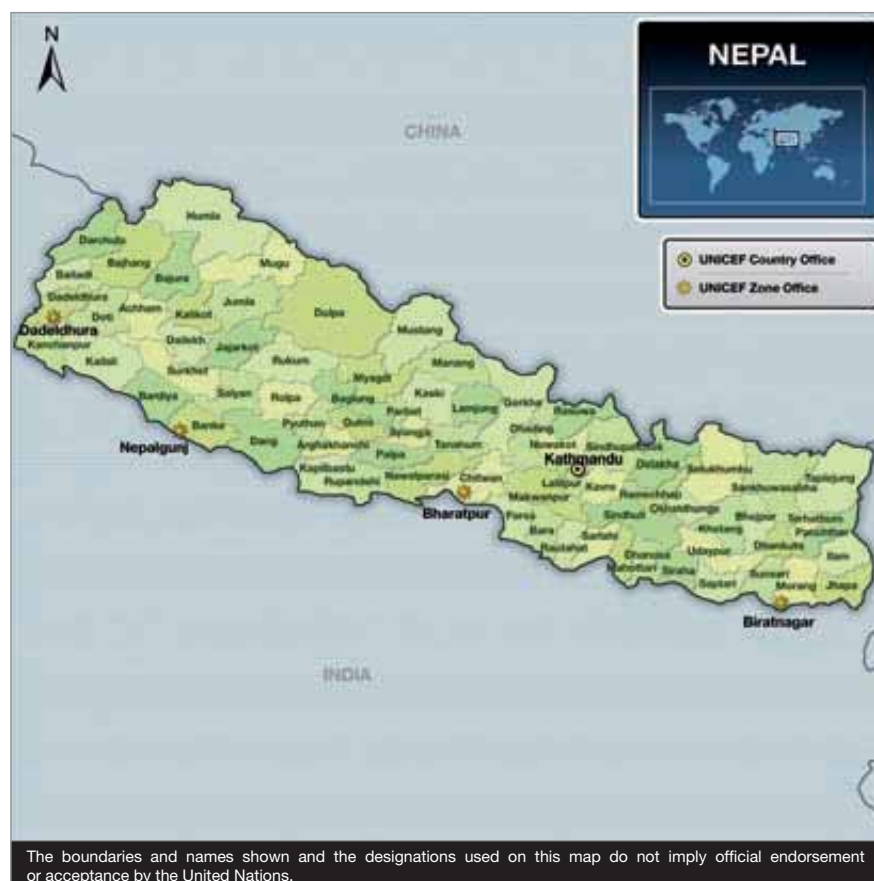 N
NEPAL
CHINA
UNICEF Country Office
UNICEF Zone Office
Humla
Darchula
Bajhang
Mugu
Baitadi
Bajura
Dadeldhura
Doti
Achham
Kalikot
Jumla
Dolpa
Mustang
Dadeldhura
Kanchanpur
Dailekh
Jajarkot
Kailali
Surkhet
Rukum
Manang
Myagdi
Bardiya
Salyan
Rolpa
Baglung
Kaski
Gorkha
Parbat
Lamjung
Rasuwa
Banke
Pyuthan
Gulmi
Dhading
Nepalgunj
Dang
Syangja
Tanahum
Nuwakot
Kathmandu
Dolakha
Solukhumbu
Palpa
Kapilbastu
Rupandehi
Nawalparasi
Chitwan
Lalitpur
Kavre
Sankhuwasabha
Taplejung
Makwanpur
Ramechhap
Bharatpur
Parsa
Sindhuli
Okhaldhunga
Bhojpur
Terhathum
Bara
Sarlahi
Khotang
Panchthar
Rautahat
Dhanusa
Udaypur
Dhankuta
Ilam
Mahottari
Siraha
Sunsari
Saptari
Morang
Jhapa
Biratnagar
INDIA
The boundaries and names shown and the designations used on this map do not imply official endorsement
or acceptance by the United Nations.